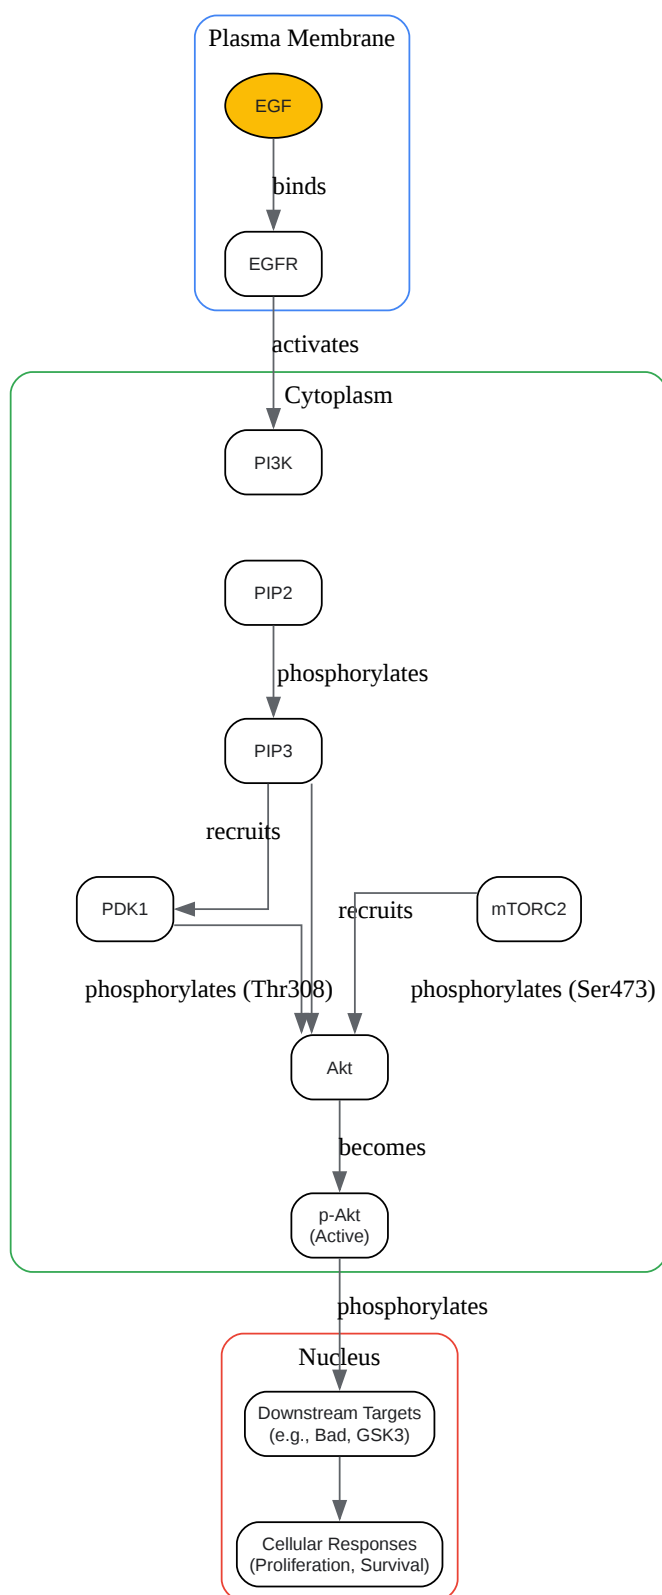 Plasma Membrane
EGF
binds
EGFR
activates
Cytoplasm
PI3K
PIP2
phosphorylates
PIP3
recruits
PDK1
recruits
mTORC2
phosphorylates (Thr308)
phosphorylates (Ser473)
Akt
becomes
p-Akt
(Active)
phosphorylates
Nucleus
Downstream Targets
(e.g., Bad, GSK3)
Cellular Responses
(Proliferation, Survival)